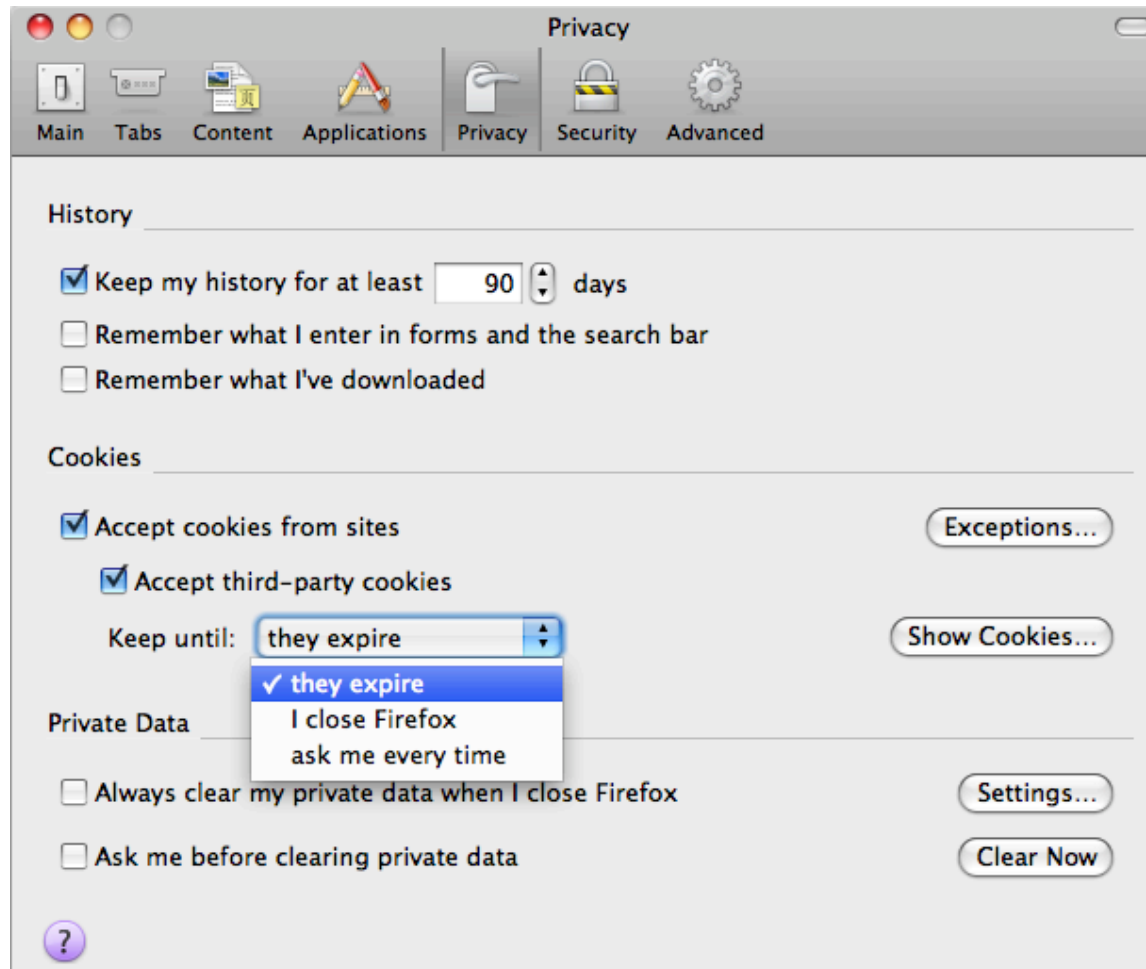 Privacy
Main Tabs Content Applications Privacy Security Advanced
History
Keep my history for at least 90 days
Remember what I enter in forms and the search bar
Remember what I've downloaded
Cookies
Accept cookies from sites Exceptions...
Accept third-party cookies
Keep until: they expire Show Cookies...
✓ they expire
I close Firefox
Private Data
ask me every time
Always clear my private data when I close Firefox Settings...
Ask me before clearing private data Clear Now
?